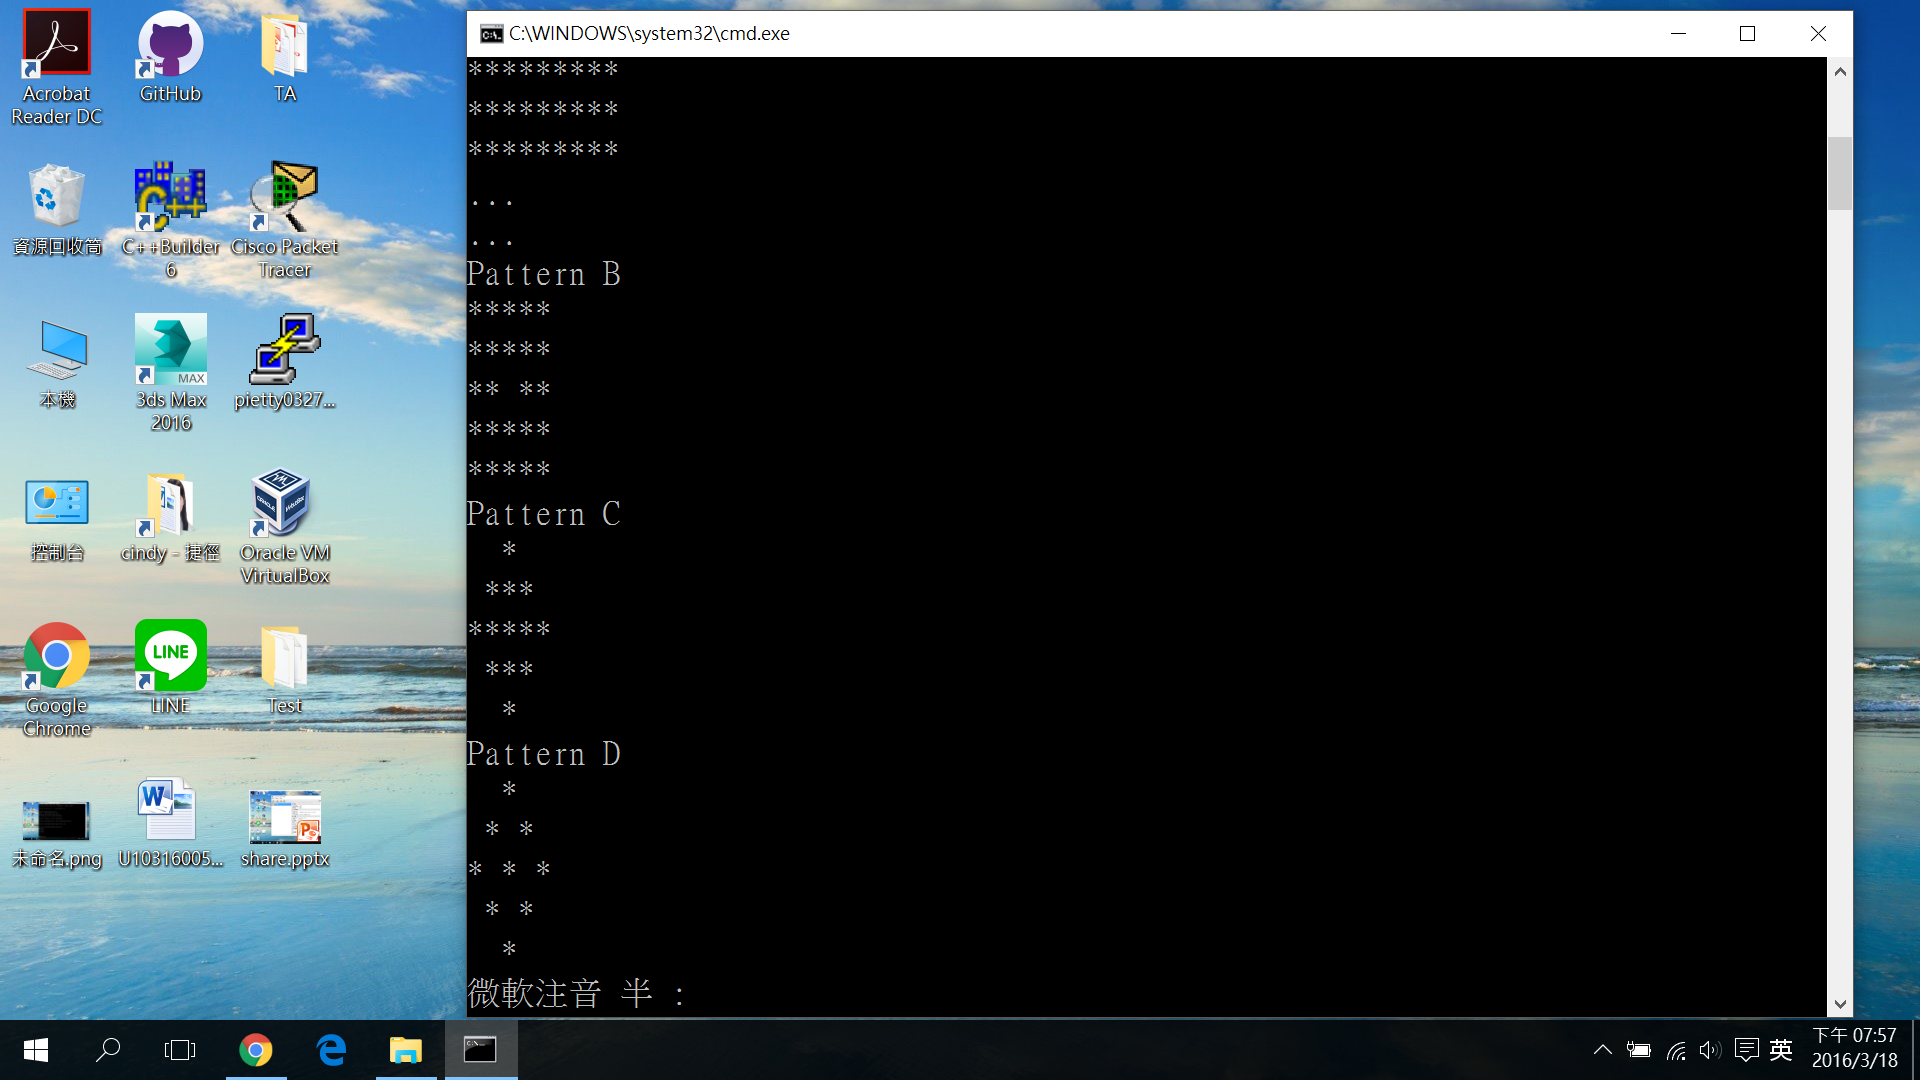 C:\WINDOWS\system32\cmd.exe
*********
*********
*********
...
...
Pattern B
*****
*****
** **
*****
*****
Pattern C
  *
 ***
*****
 ***
  *
Pattern D
  *
 * *
* * *
 * *
  *
微軟注音 半 :
Acrobat
Reader DC
GitHub
TA
資源回收筒
C++Builder
6
Cisco Packet
Tracer
本機
3ds Max
2016
MAX
pietty0327...
控制台
cindy - 捷徑
Oracle VM
VirtualBox
Google
Chrome
LINE
LINE
Test
未命名.png
U10316005...
share.pptx
英
下午 07:57
2016/3/18